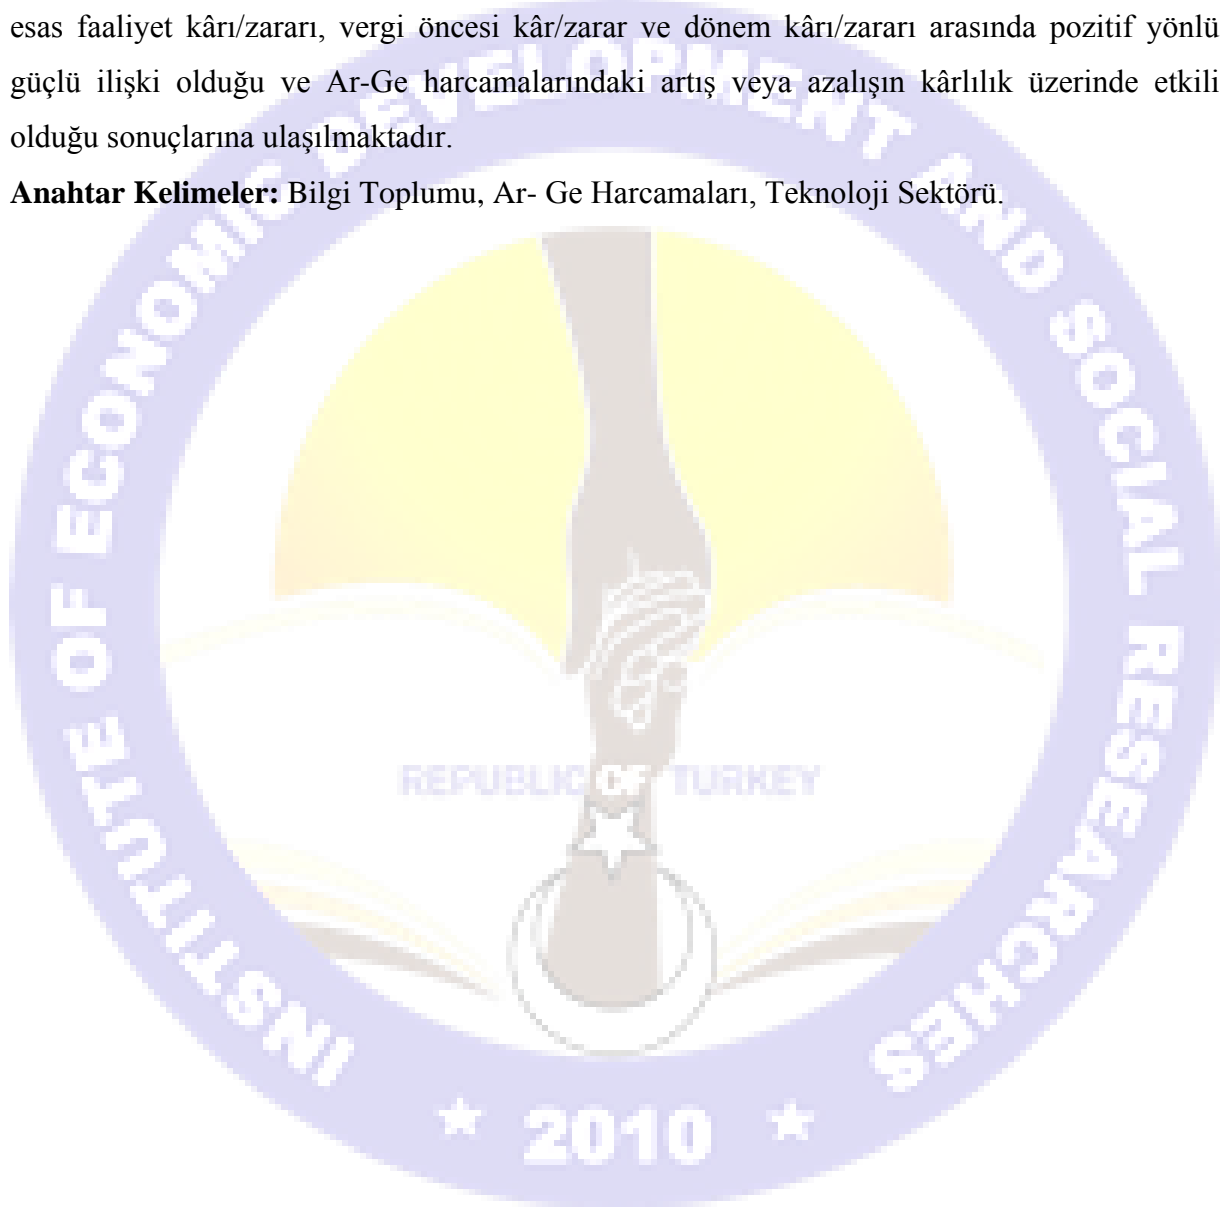 esas faaliyet kârı/zararı, vergi öncesi kâr/zarar ve dönem kârı/zararı arasında pozitif yönlü
güçlü ilişki olduğu ve Ar-Ge harcamalarındaki artış veya azalışın kârlılık üzerinde etkili
olduğu sonuçlarına ulaşılmaktadır.
Anahtar Kelimeler: Bilgi Toplumu, Ar- Ge Harcamaları, Teknoloji Sektörü.
INSTITUTE OF ECONOMIC DEVELOPMENT AND SOCIAL RESEARCHES
REPUBLIC OF TURKEY
2010